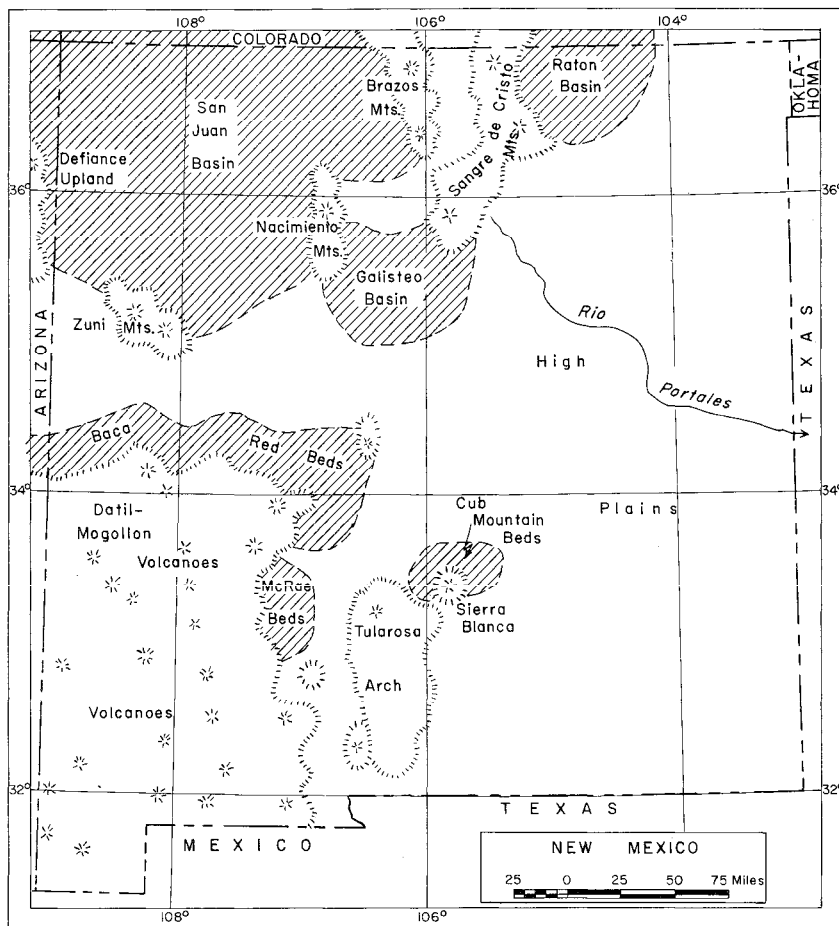 108°
106°
104°
COLORADO
OKLA-
HOMA
Brazos
Mts.
Sangre de Cristo
Mts.
Raton
Basin
San
Juan
Basin
Defiance
Upland
36°
36°
Nacimiento
Mts.
Galisteo
Basin
Zuni Mts.
ARIZONA
Rio
High
Portales
TEXAS
Baca Red Beds
34°
34°
Datil-
Mogollon
Volcanoes
Cub
Mountain
Beds
Plains
McRae
Beds
Sierra
Blanca
Tularosa
Arch
Volcanoes
32°
32°
TEXAS
MEXICO
NEW MEXICO
25 0 25 50 75 Miles
108°
106°